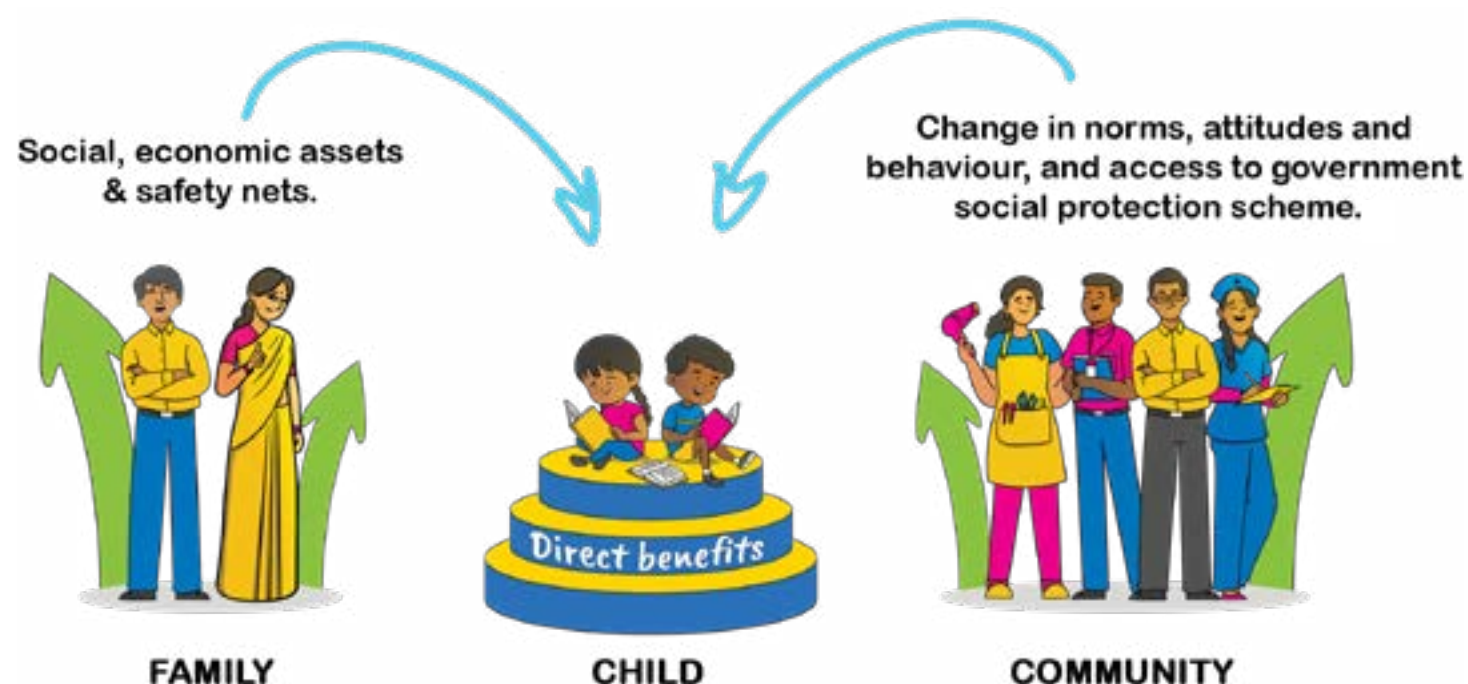 Social, economic assets
& safety nets.
Change in norms, attitudes and
behaviour, and access to government
social protection scheme.
Direct benefits
FAMILY
CHILD
COMMUNITY